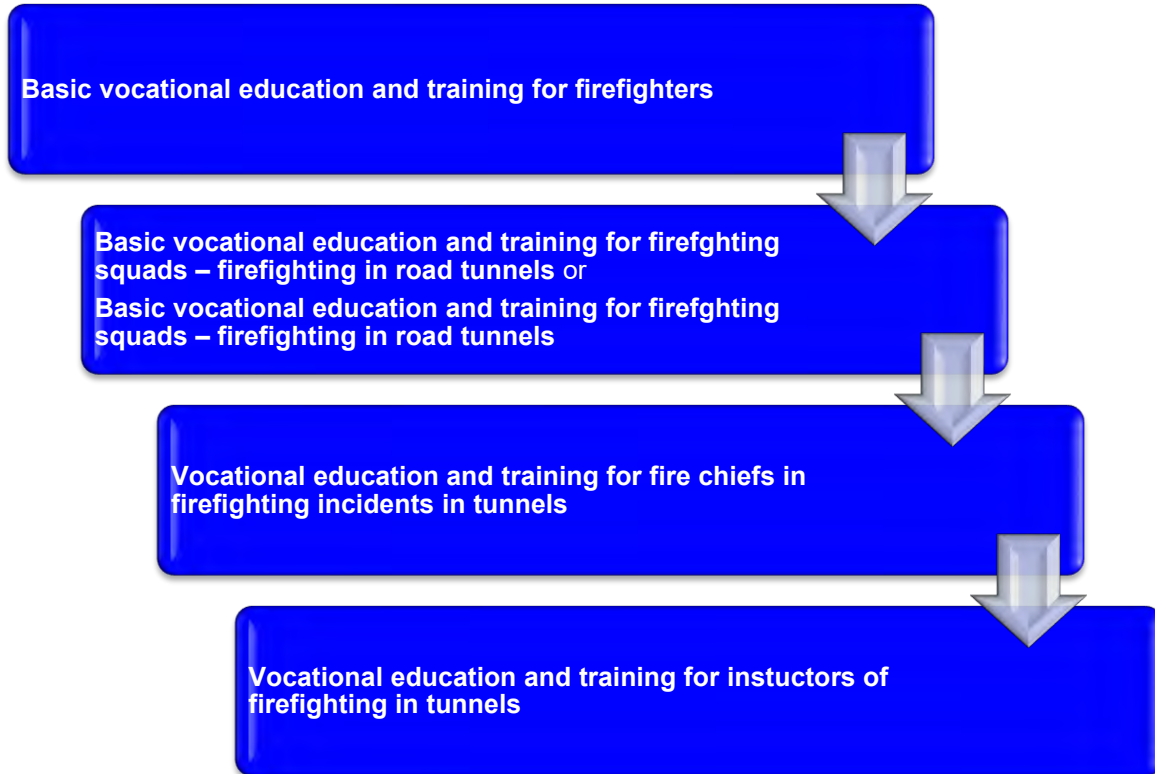 Basic vocational education and training for firefighters
Basic vocational education and training for firefghting
squads – firefighting in road tunnels or
Basic vocational education and training for firefghting
squads – firefighting in road tunnels
Vocational education and training for fire chiefs in
firefighting incidents in tunnels
Vocational education and training for instuctors of
firefighting in tunnels